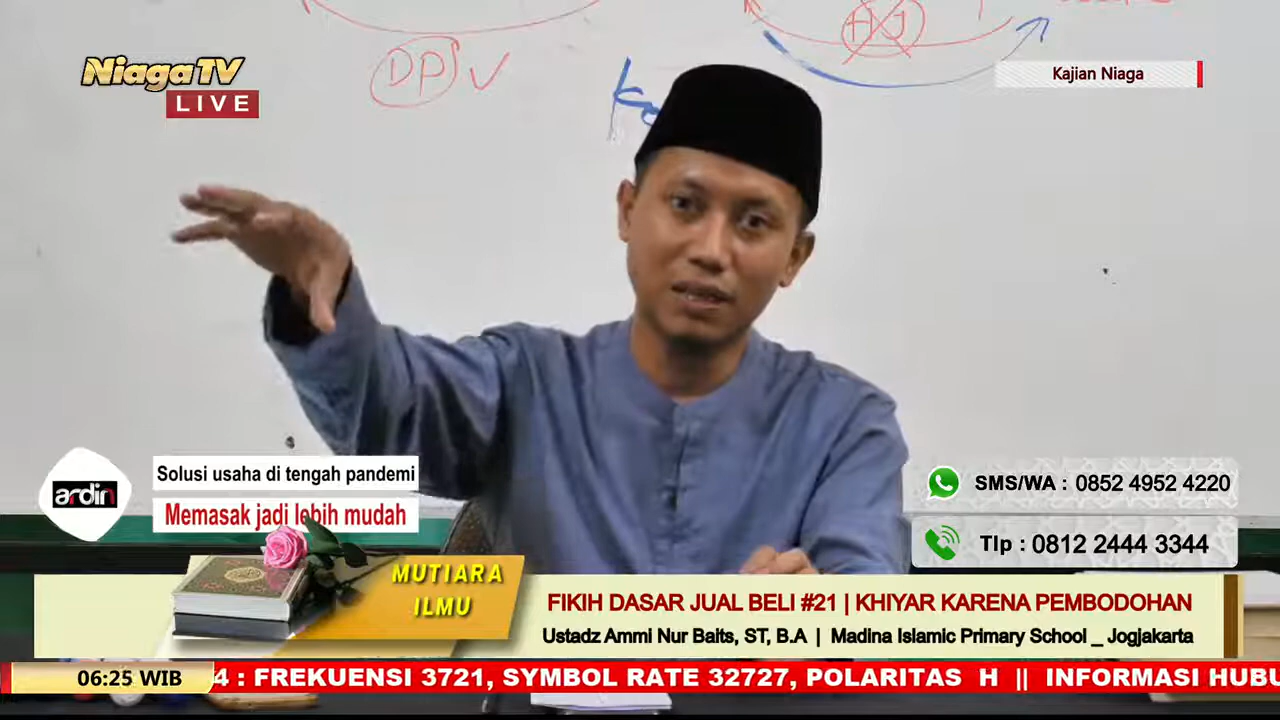 DP
NiagaTV
LIVE
Kajian Niaga
ardin
Solusi usaha di tengah pandemi
Memasak jadi lebih mudah
SMS/WA : 0852 4952 4220
Tlp : 0812 2444 3344
MUTIARA
ILMU
FIKIH DASAR JUAL BELI #21 | KHIYAR KARENA PEMBODOHAN
Ustadz Ammi Nur Baits, ST, B.A | Madina Islamic Primary School _ Jogjakarta
06:25 WIB
4 : FREKUENSI 3721, SYMBOL RATE 32727, POLARITAS H || INFORMASI HUBU